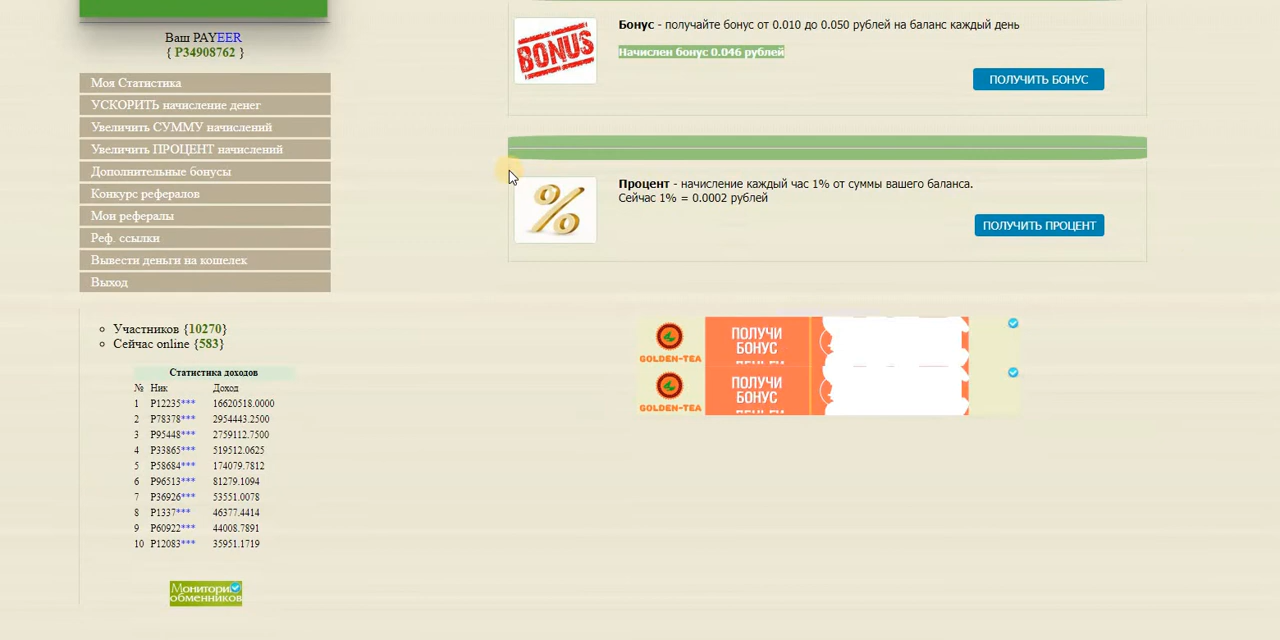 Ваш PAYEER
{ P34908762 }
Моя Статистика
УСКОРИТЬ начисление денег
Увеличить СУММУ начислений
Увеличить ПРОЦЕНТ начислений
Дополнительные бонусы
Конкурс рефералов
Мои рефералы
Реф. ссылки
Вывести деньги на кошелек
Выход
Участников {10270}
Сейчас online {583}
Статистика доходов
№ Ник Доход
1 P12235*** 16620518.0000
2 P78378*** 2954443.2500
3 P95448*** 2759112.7500
4 P33865*** 519512.0625
5 P58684*** 174079.7812
6 P96513*** 81279.1094
7 P36926*** 53551.0078
8 P1337*** 46377.4414
9 P60922*** 44008.7891
10 P12083*** 35951.1719
Монитори
обменников
BONUS
Бонус - получайте бонус от 0.010 до 0.050 рублей на баланс каждый день
Начислен бонус 0.046 рублей
ПОЛУЧИТЬ БОНУС
%
Процент - начисление каждый час 1% от суммы вашего баланса.
Сейчас 1% = 0.0002 рублей
ПОЛУЧИТЬ ПРОЦЕНТ
GOLDEN-TEA
ПОЛУЧИ
БОНУС
GOLDEN-TEA
ПОЛУЧИ
БОНУС